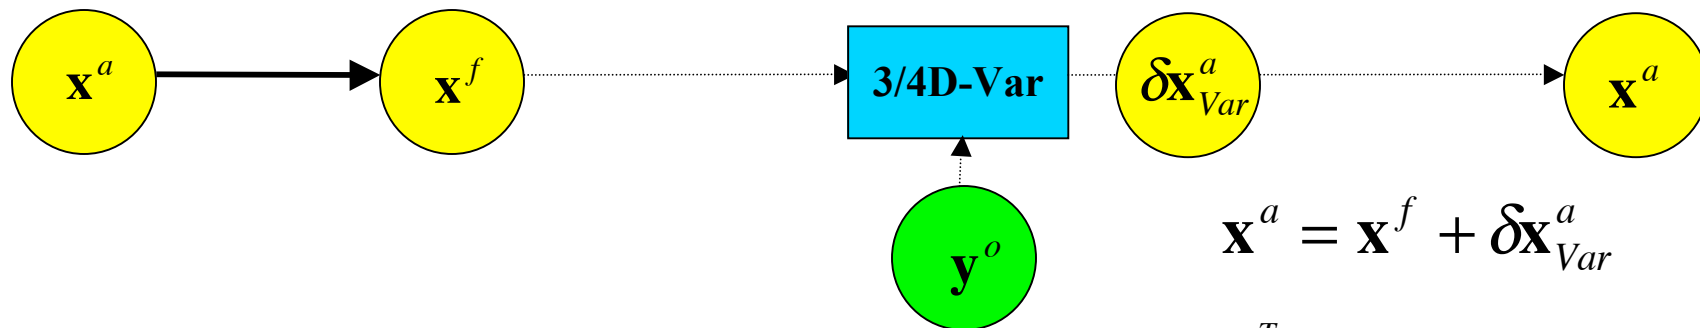 x^a x^f 3/4D-Var δx^a_Var x^a
y^o
x^a = x^f + δx^a_Var
T